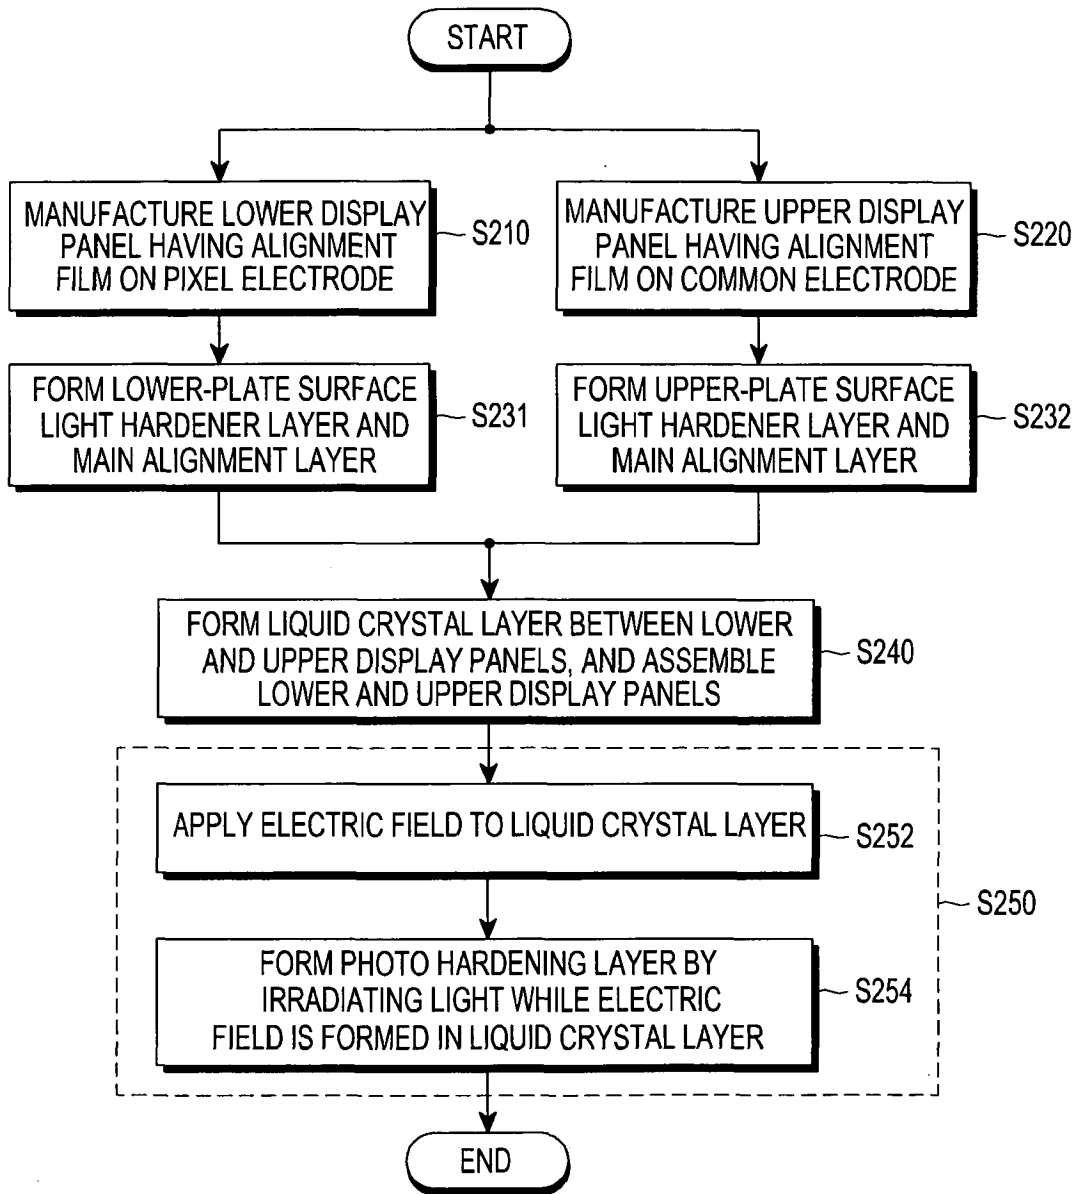 START
MANUFACTURE LOWER DISPLAY
PANEL HAVING ALIGNMENT
FILM ON PIXEL ELECTRODE
S210
MANUFACTURE UPPER DISPLAY
PANEL HAVING ALIGNMENT
FILM ON COMMON ELECTRODE
S220
FORM LOWER-PLATE SURFACE
LIGHT HARDENER LAYER AND
MAIN ALIGNMENT LAYER
S231
FORM UPPER-PLATE SURFACE
LIGHT HARDENER LAYER AND
MAIN ALIGNMENT LAYER
S232
FORM LIQUID CRYSTAL LAYER BETWEEN LOWER
AND UPPER DISPLAY PANELS, AND ASSEMBLE
LOWER AND UPPER DISPLAY PANELS
S240
APPLY ELECTRIC FIELD TO LIQUID CRYSTAL LAYER
S252
S250
FORM PHOTO HARDENING LAYER BY
IRRADIATING LIGHT WHILE ELECTRIC
FIELD IS FORMED IN LIQUID CRYSTAL LAYER
S254
END